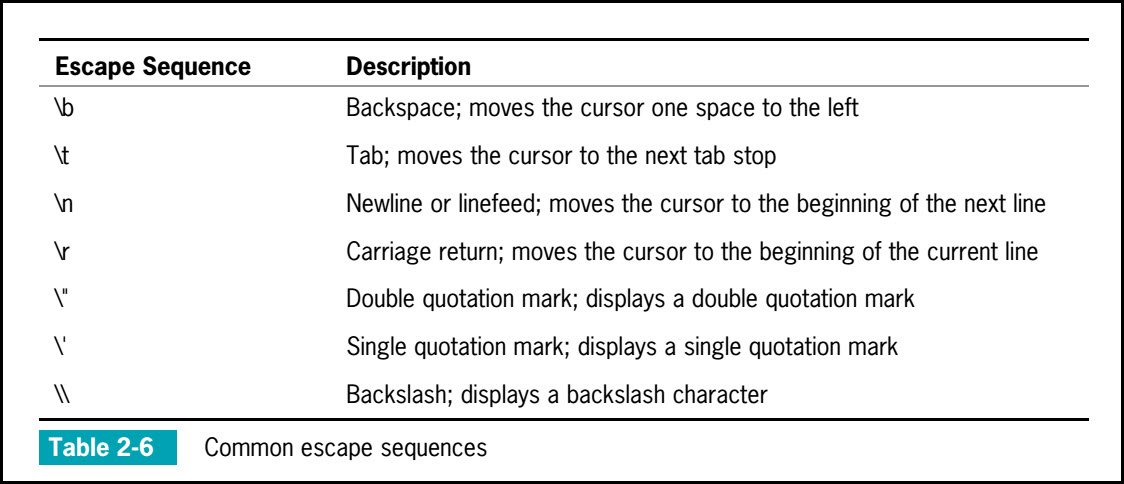 Escape Sequence Description
\b Backspace; moves the cursor one space to the left
\t Tab; moves the cursor to the next tab stop
\n Newline or linefeed; moves the cursor to the beginning of the next line
\r Carriage return; moves the cursor to the beginning of the current line
\" Double quotation mark; displays a double quotation mark
\' Single quotation mark; displays a single quotation mark
\\ Backslash; displays a backslash character
Table 2-6 Common escape sequences